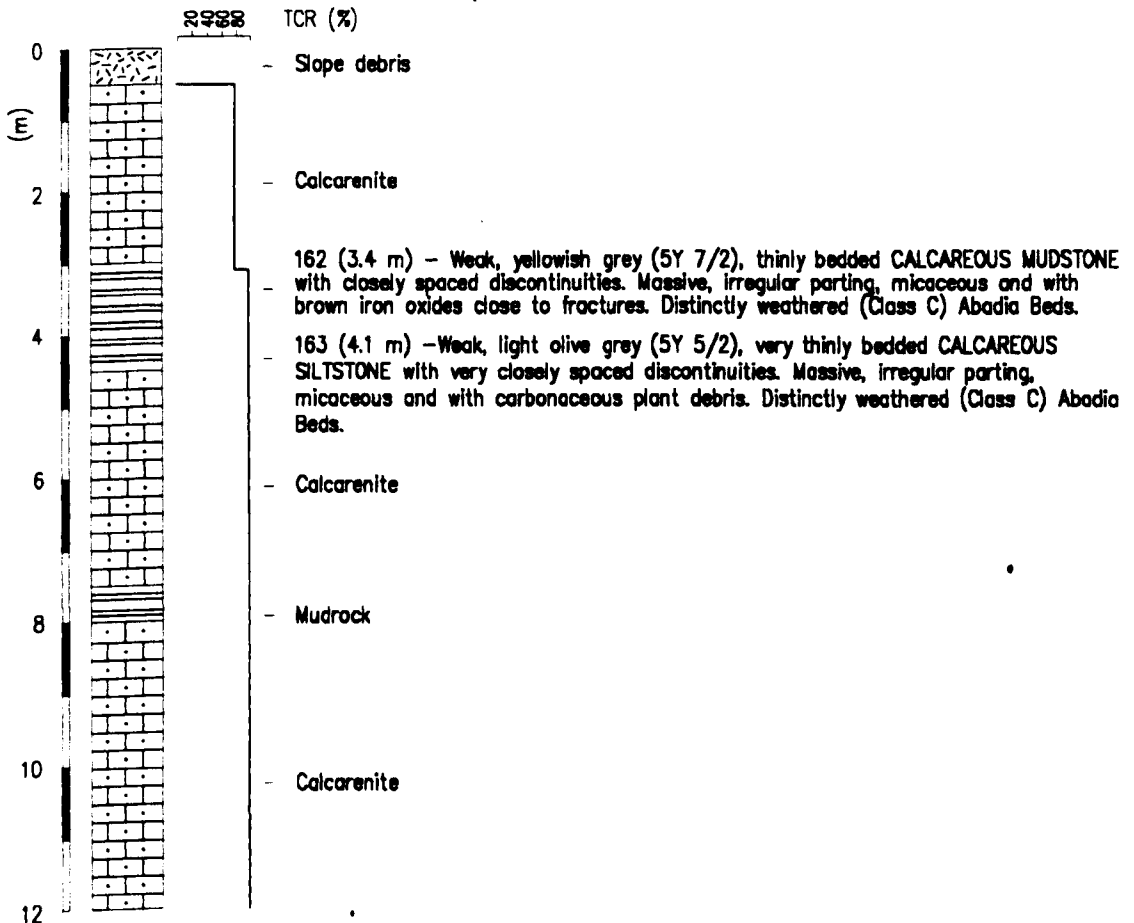 20 40 60 80 TCR (%)
0
Slope debris
(m)
Calcarenite
2
162 (3.4 m) – Weak, yellowish grey (5Y 7/2), thinly bedded CALCAREOUS MUDSTONE
with closely spaced discontinuities. Massive, irregular parting, micaceous and with
brown iron oxides close to fractures. Distinctly weathered (Class C) Abadia Beds.
4
163 (4.1 m) –Weak, light olive grey (5Y 5/2), very thinly bedded CALCAREOUS
SILTSTONE with very closely spaced discontinuities. Massive, irregular parting,
micaceous and with carbonaceous plant debris. Distinctly weathered (Class C) Abadia
Beds.
6
Calcarenite
Mudrock
8
10
Calcarenite
12